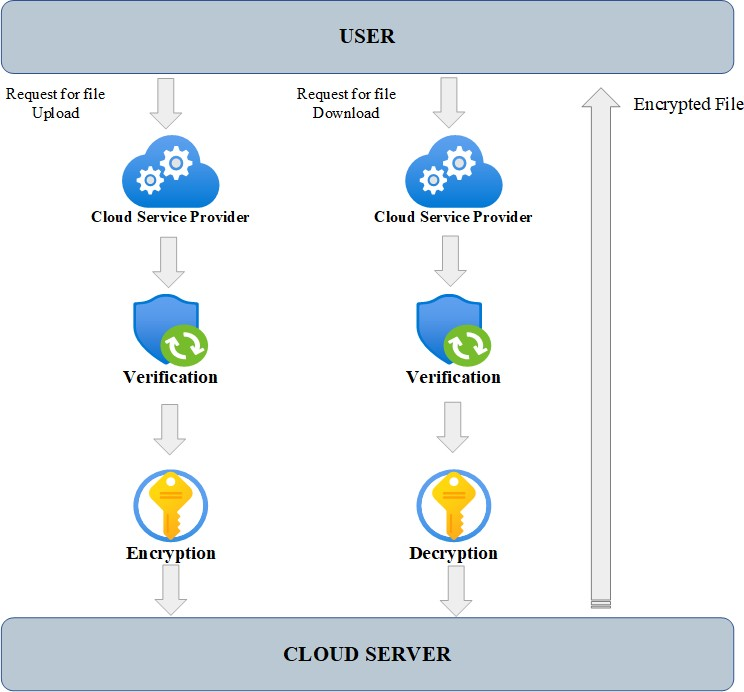 USER
Request for file
Upload
Request for file
Download
Encrypted File
Cloud Service Provider
Cloud Service Provider
Verification
Verification
Encryption
Decryption
CLOUD SERVER